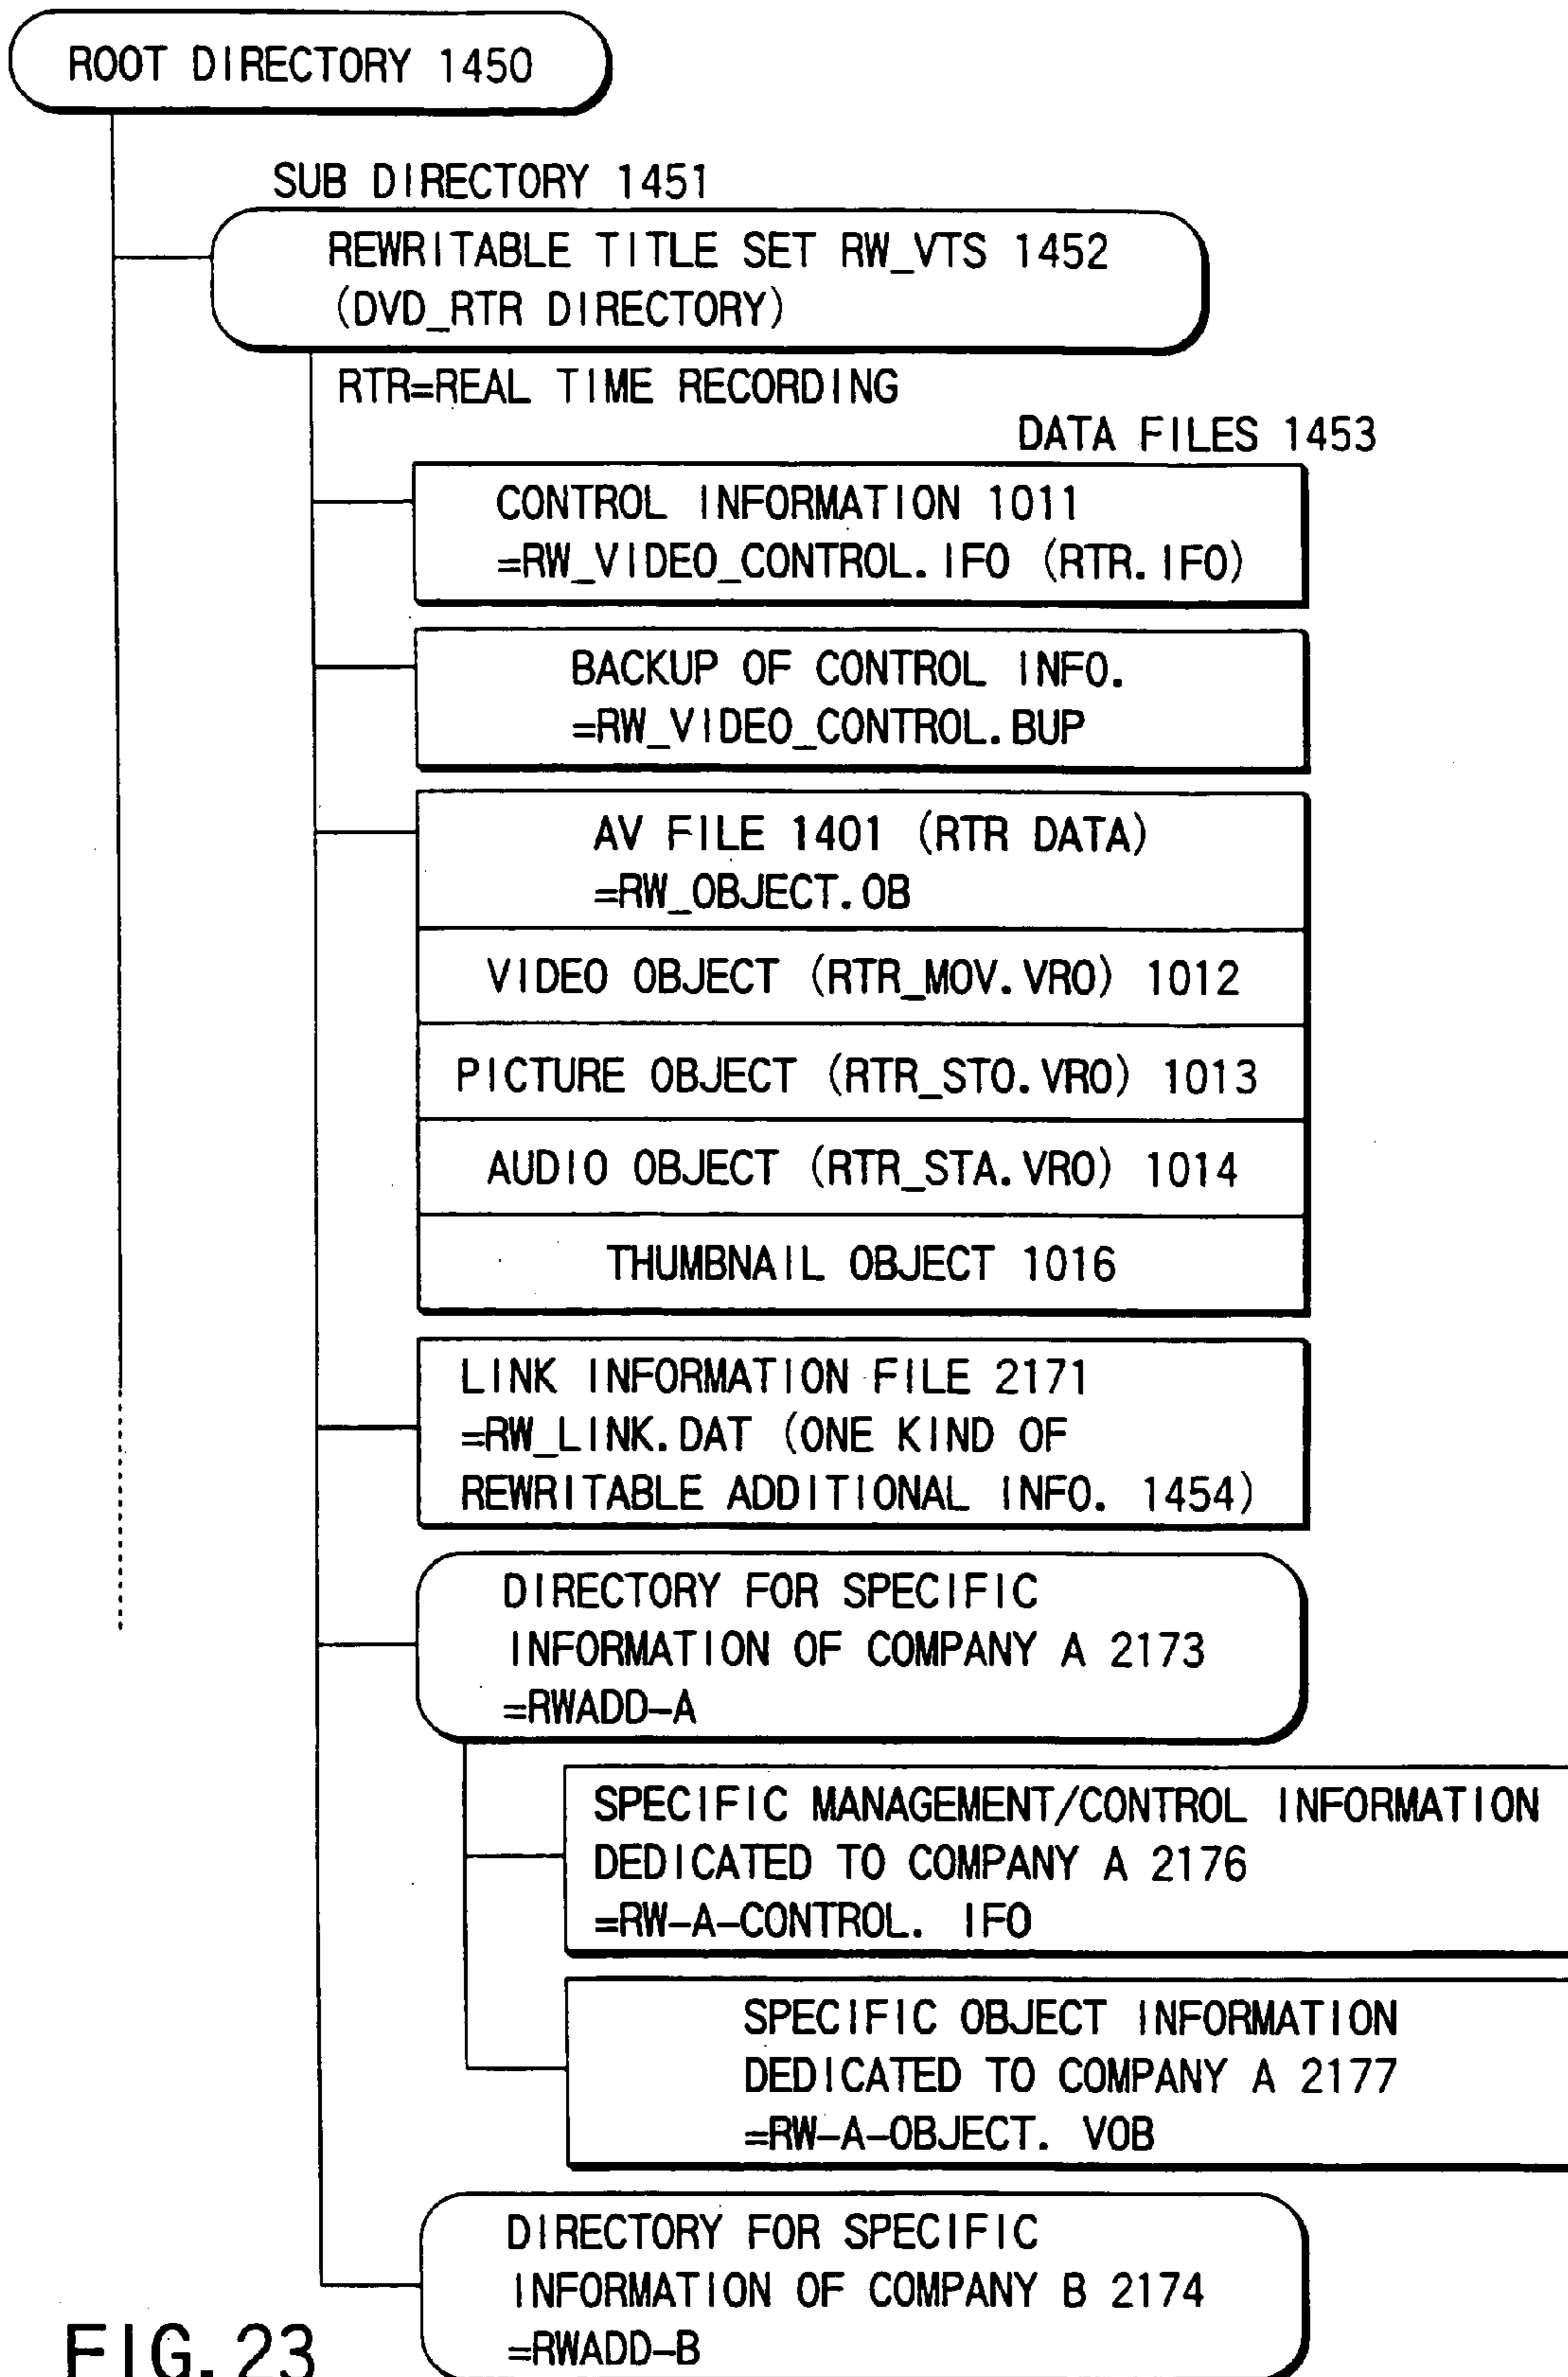 ROOT DIRECTORY 1450
SUB DIRECTORY 1451
REWRITABLE TITLE SET RW_VTS 1452
(DVD_RTR DIRECTORY)
RTR=REAL TIME RECORDING
DATA FILES 1453
CONTROL INFORMATION 1011
=RW_VIDEO_CONTROL.IFO (RTR.IFO)
BACKUP OF CONTROL INFO.
=RW_VIDEO_CONTROL.BUP
AV FILE 1401 (RTR DATA)
=RW_OBJECT.OB
VIDEO OBJECT (RTR_MOV.VRO) 1012
PICTURE OBJECT (RTR_STO.VRO) 1013
AUDIO OBJECT (RTR_STA.VRO) 1014
THUMBNAIL OBJECT 1016
LINK INFORMATION FILE 2171
=RW_LINK.DAT (ONE KIND OF
REWRITABLE ADDITIONAL INFO. 1454)
DIRECTORY FOR SPECIFIC
INFORMATION OF COMPANY A 2173
=RWADD-A
SPECIFIC MANAGEMENT/CONTROL INFORMATION
DEDICATED TO COMPANY A 2176
=RW-A-CONTROL. IFO
SPECIFIC OBJECT INFORMATION
DEDICATED TO COMPANY A 2177
=RW-A-OBJECT. VOB
DIRECTORY FOR SPECIFIC
INFORMATION OF COMPANY B 2174
=RWADD-B
FIG. 23